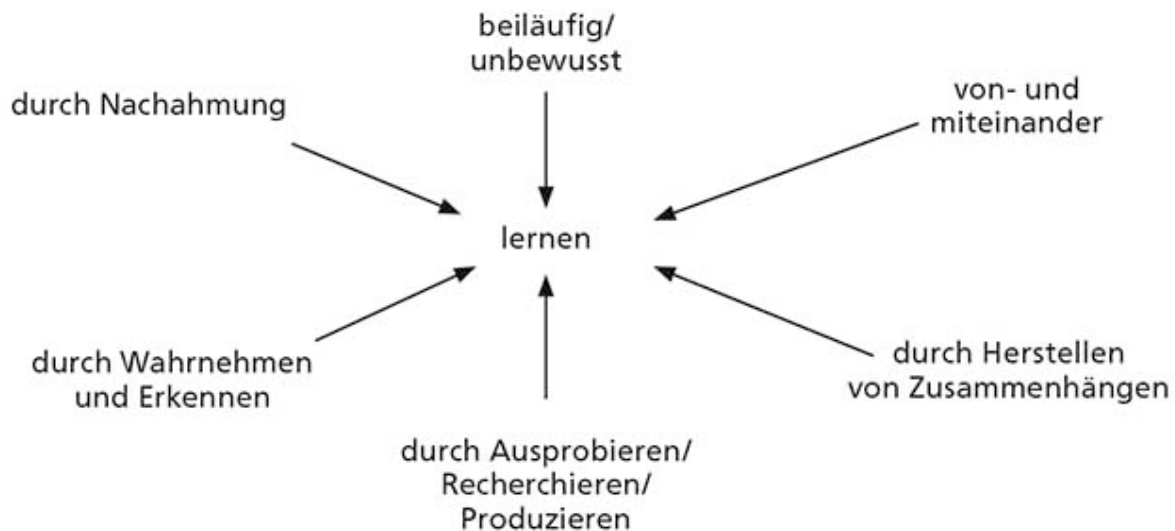 beiläufig/
unbewusst
durch Nachahmung
von- und
miteinander
lernen
durch Wahrnehmen
und Erkennen
durch Herstellen
von Zusammenhängen
durch Ausprobieren/
Recherchieren/
Produzieren